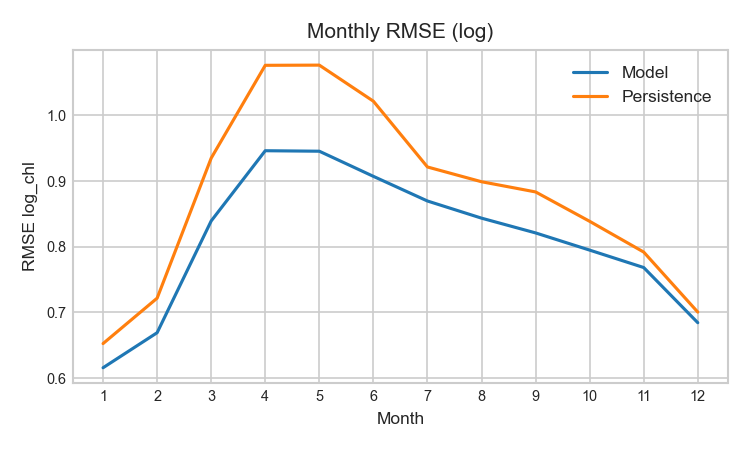 Monthly RMSE (log)
Model
Persistence
RMSE log_chl
1.0
0.9
0.8
0.7
0.6
1 2 3 4 5 6 7 8 9 10 11 12
Month